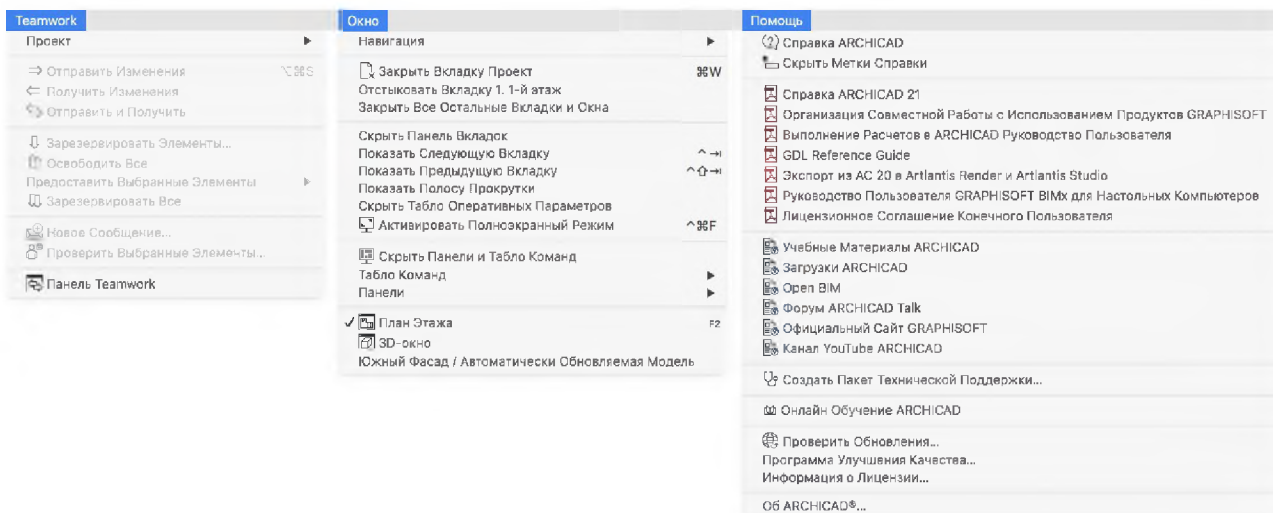 Teamwork
Проект
Отправить Изменения ⌥⌘S
Получить Изменения
Отправить и Получить
Зарезервировать Элементы...
Освободить Все
Предоставить Выбранные Элементы
Зарезервировать Все
Новое Сообщение...
Проверить Выбранные Элементы...
Панель Teamwork
Окно
Навигация
Закрыть Вкладку Проект ⌘W
Отстыковать Вкладку 1. 1-й этаж
Закрыть Все Остальные Вкладки и Окна
Скрыть Панель Вкладок
Показать Следующую Вкладку ^⇥
Показать Предыдущую Вкладку ^⇧⇥
Показать Полосу Прокрутки
Скрыть Табло Оперативных Параметров
Активировать Полноэкранный Режим ^⌘F
Скрыть Панели и Табло Команд
Табло Команд
Панели
План Этажа F2
3D-окно
Южный Фасад / Автоматически Обновляемая Модель
Помощь
Справка ARCHICAD
Скрыть Метки Справки
Справка ARCHICAD 21
Организация Совместной Работы с Использованием Продуктов GRAPHISOFT
Выполнение Расчетов в ARCHICAD Руководство Пользователя
GDL Reference Guide
Экспорт из AC 20 в Artlantis Render и Artlantis Studio
Руководство Пользователя GRAPHISOFT BIMx для Настольных Компьютеров
Лицензионное Соглашение Конечного Пользователя
Учебные Материалы ARCHICAD
Загрузки ARCHICAD
Open BIM
Форум ARCHICAD Talk
Официальный Сайт GRAPHISOFT
Канал YouTube ARCHICAD
Создать Пакет Технической Поддержки...
Онлайн Обучение ARCHICAD
Проверить Обновления...
Программа Улучшения Качества...
Информация о Лицензии...
Об ARCHICAD®...